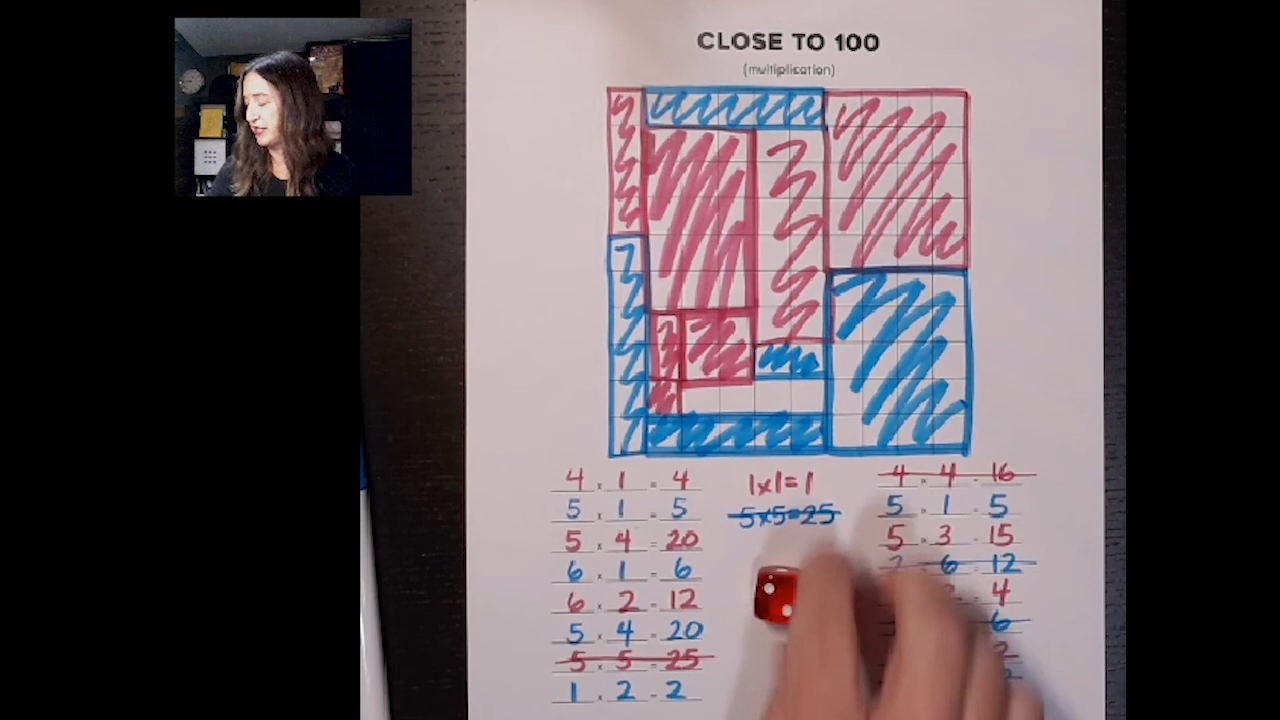 CLOSE TO 100
(multiplication)
4 x 1 = 4
5 x 1 = 5
5 x 4 = 20
6 x 1 = 6
6 x 2 = 12
5 x 4 = 20
5 x 5 = 25
1 x 2 = 2
1x1=1
5x5=25
4 x 4 = 16
5 x 1 = 5
5 x 3 = 15
2 x 6 = 12
4
6
2